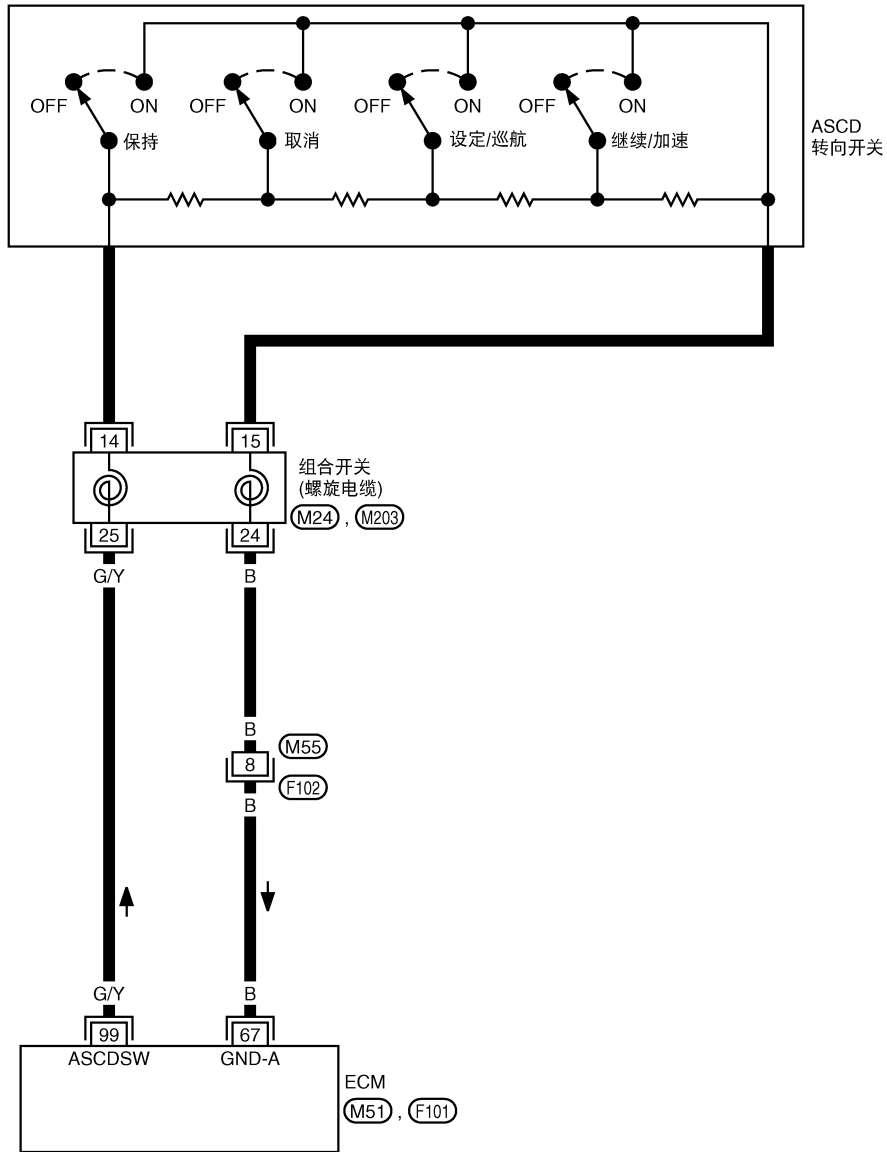 OFF ON OFF ON OFF ON OFF ON
保持 取消 设定/巡航 继续/加速
ASCD
转向开关
14 15
组合开关
(螺旋电缆)
M24 , M203
25 24
G/Y B
B
M55
8
F102
B
G/Y B
99 67
ASCDSW GND-A
ECM
M51 , F101